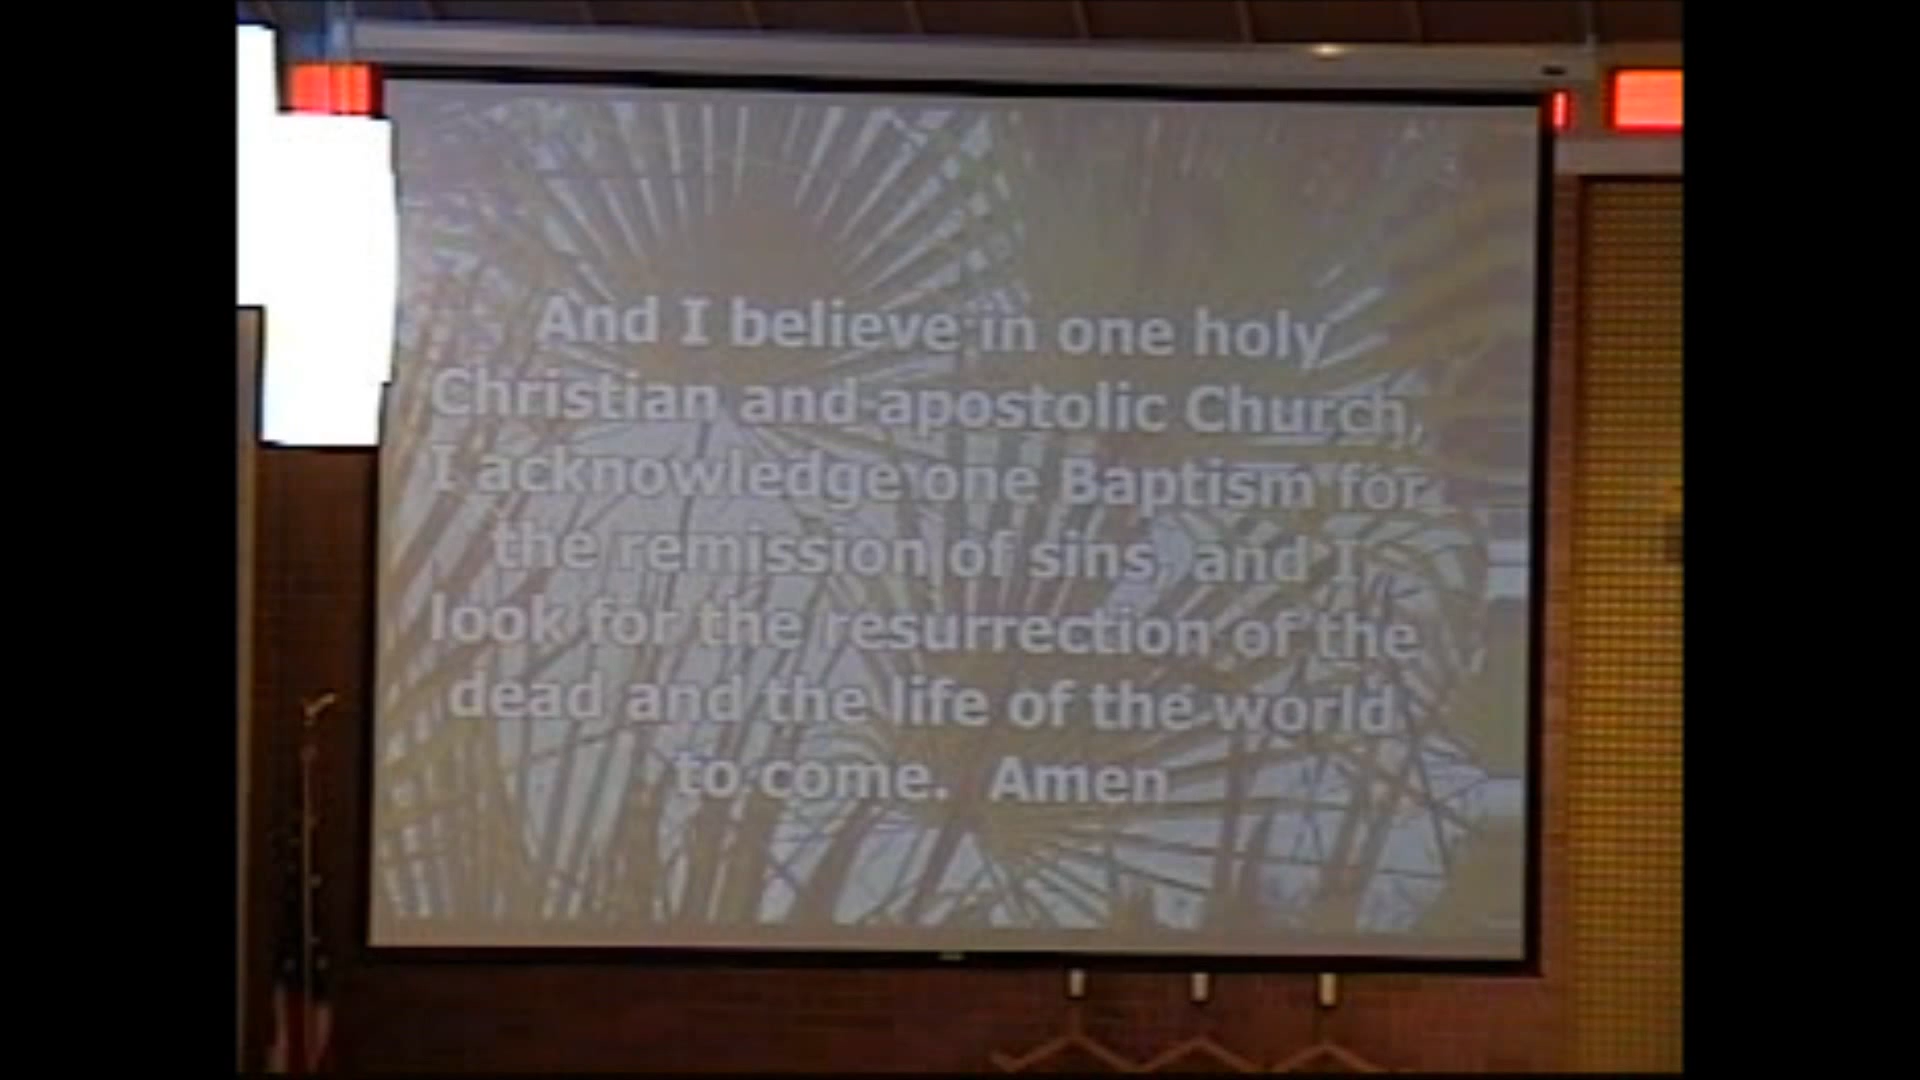 And I believe in one holy
Christian and apostolic Church,
I acknowledge one Baptism for
the remission of sins, and I
look for the resurrection of the
dead and the life of the world
to come. Amen